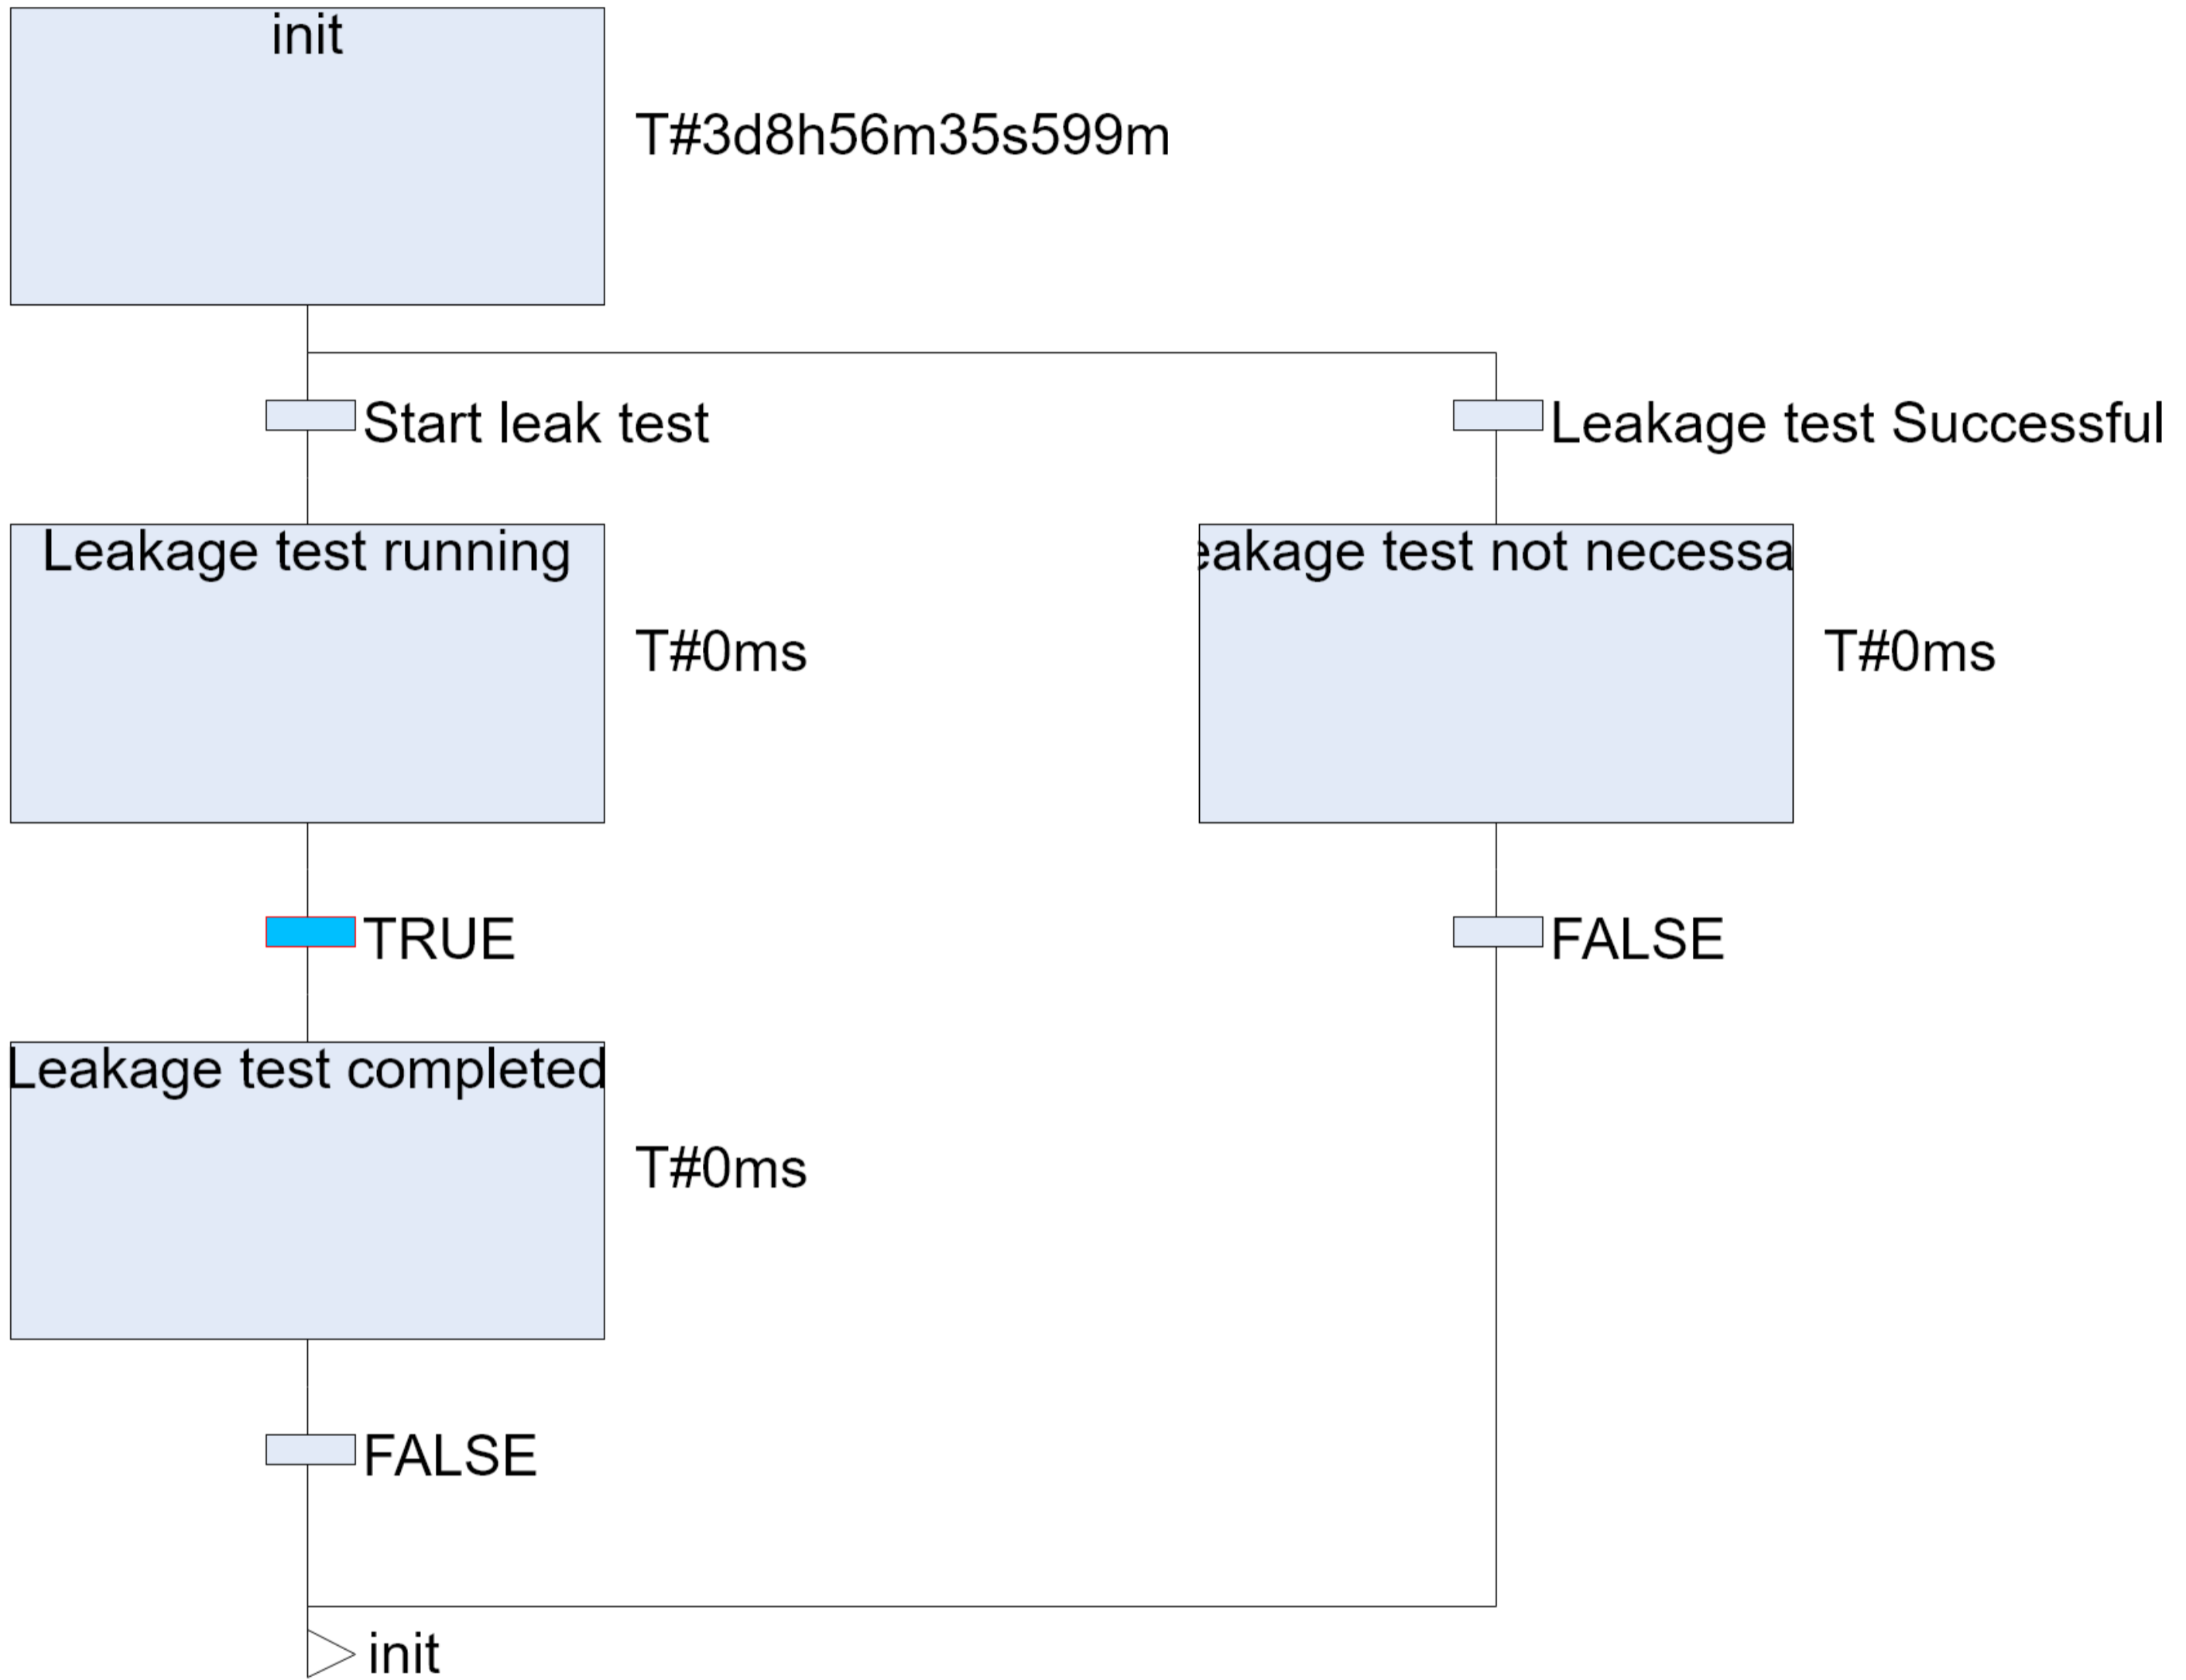 init
T#3d8h56m35s599m
Start leak test
Leakage test Successful
Leakage test running
T#0ms
eakage test not necessa
T#0ms
TRUE
FALSE
Leakage test completed
T#0ms
FALSE
init